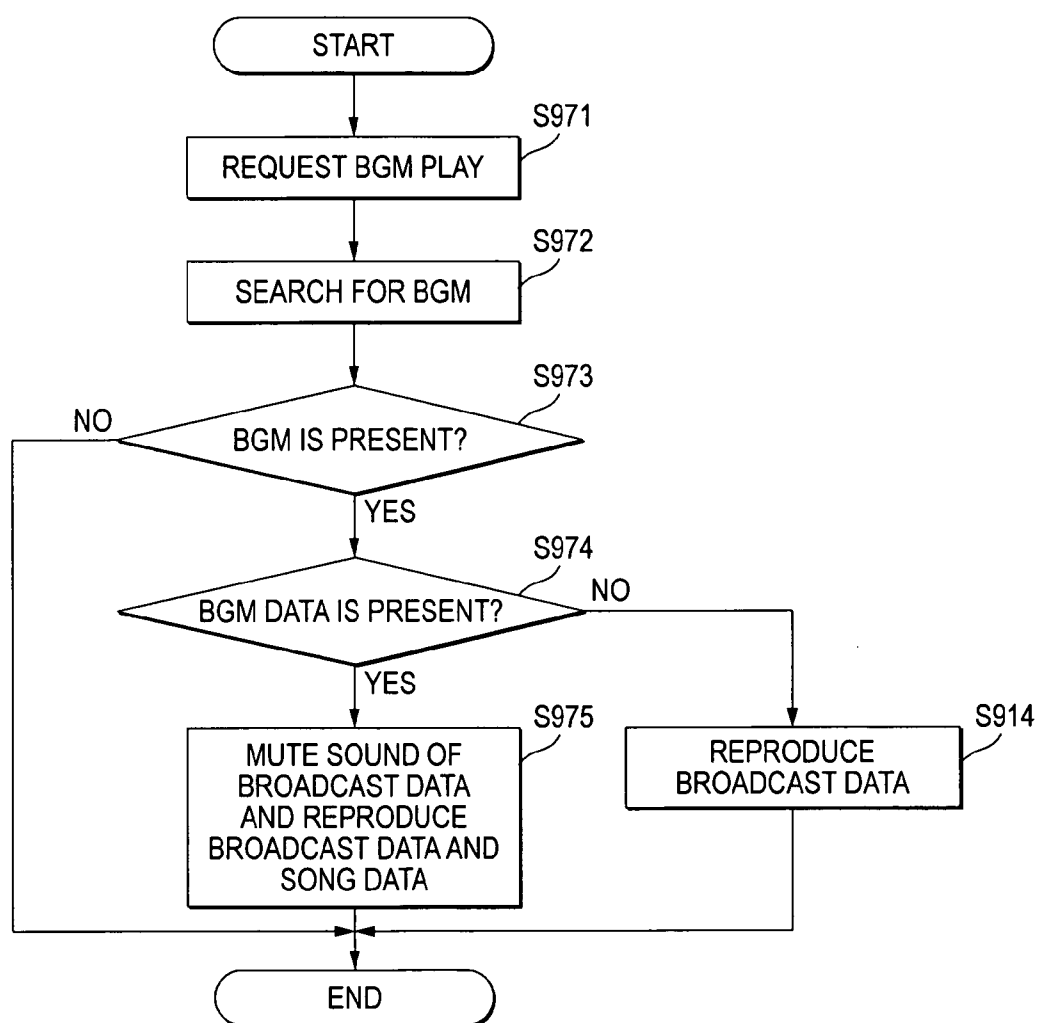 START
S971
REQUEST BGM PLAY
S972
SEARCH FOR BGM
S973
NO
BGM IS PRESENT?
YES
S974
NO
BGM DATA IS PRESENT?
YES
S975
MUTE SOUND OF
BROADCAST DATA
AND REPRODUCE
BROADCAST DATA AND
SONG DATA
S914
REPRODUCE
BROADCAST DATA
END